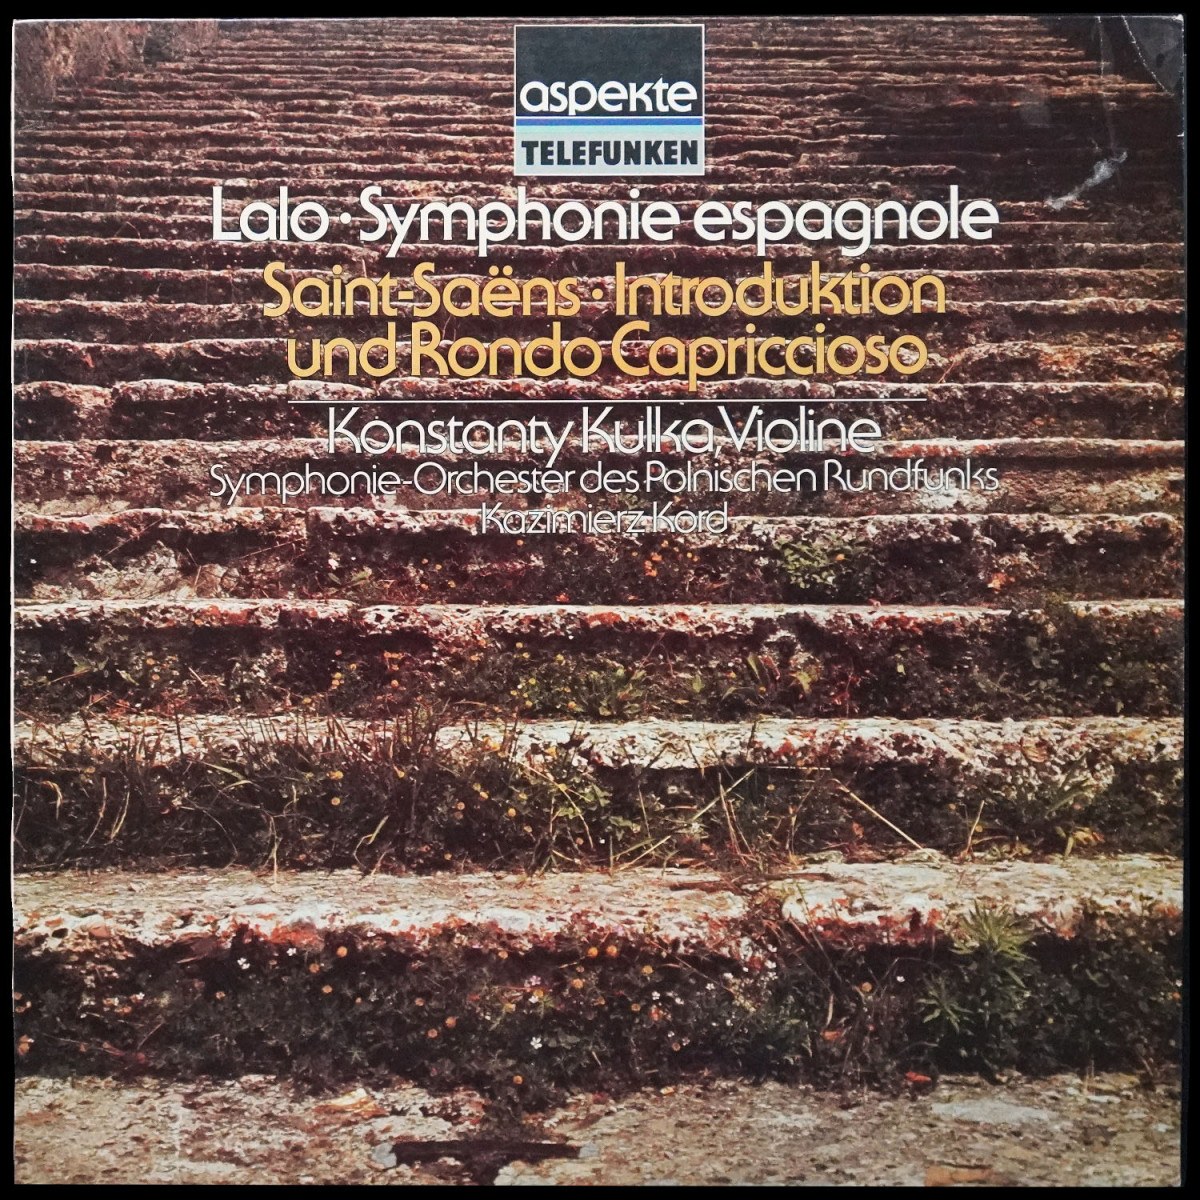 aspekte
TELEFUNKEN
Lalo · Symphonie espagnole
Saint-Saëns · Introduktion
und Rondo Capriccioso
Konstanty Kulka, Violine
Symphonie-Orchester des Polnischen Rundfunks
Kazimierz Kord